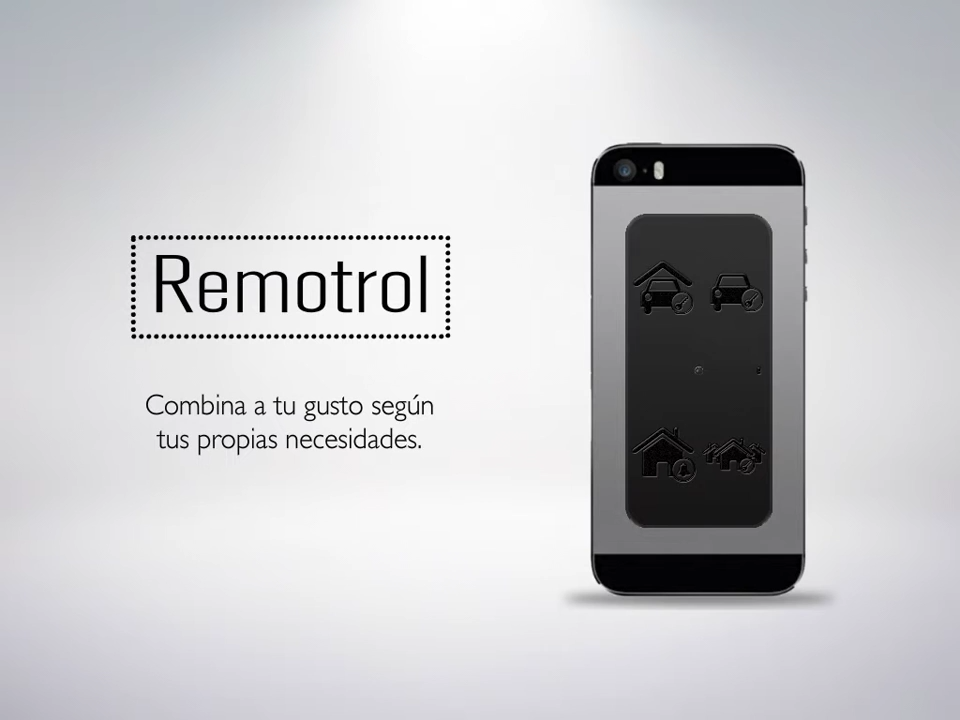 Remotrol
Combina a tu gusto según
tus propias necesidades.